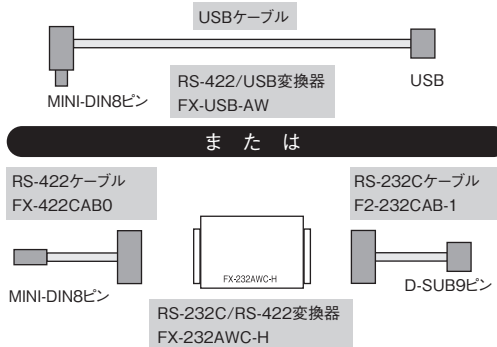 USBケーブル
MINI-DIN8ピン
RS-422/USB変換器
FX-USB-AW
USB
または
RS-422ケーブル
FX-422CAB0
RS-232Cケーブル
F2-232CAB-1
FX-232AWC-H
MINI-DIN8ピン
D-SUB9ピン
RS-232C/RS-422変換器
FX-232AWC-H